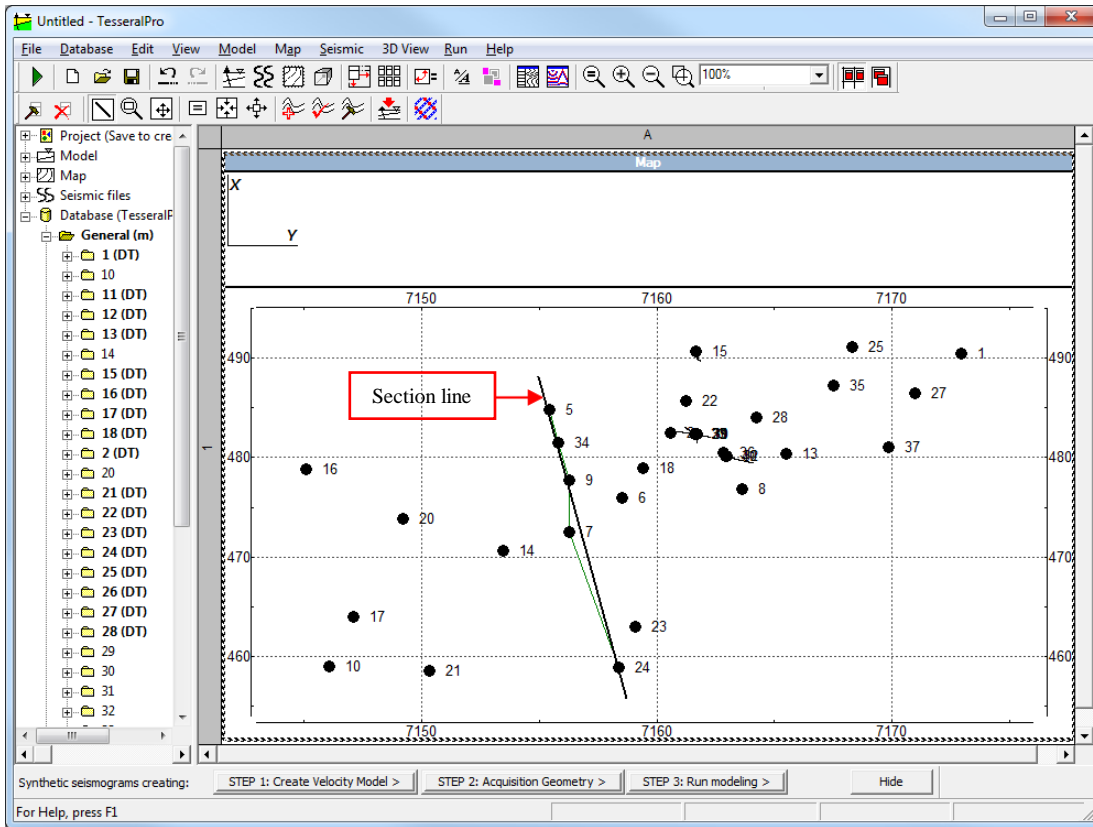 Untitled - TesseralPro
File Database Edit View Model Map Seismic 3D View Run Help
100%
Project (Save to cre
Model
Map
Seismic files
Database (TesseralP
General (m)
1 (DT)
10
11 (DT)
12 (DT)
13 (DT)
14
15 (DT)
16 (DT)
17 (DT)
18 (DT)
2 (DT)
20
21 (DT)
22 (DT)
23 (DT)
24 (DT)
25 (DT)
26 (DT)
27 (DT)
28 (DT)
29
30
31
32
A
1
Map
X
Y
7150 7160 7170
490 490
480 480
470 470
460 460
7150 7160 7170
Section line
15
25
1
5
35
27
22
28
34
37
13
18
16
9
8
6
20
7
14
17
23
10
21
24
Synthetic seismograms creating:
STEP 1: Create Velocity Model >
STEP 2: Acquisition Geometry >
STEP 3: Run modeling >
Hide
For Help, press F1